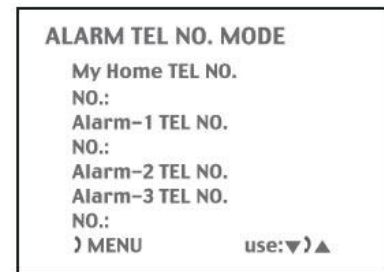 ALARM TEL NO. MODE
My Home TEL NO.
NO.:
Alarm-1 TEL NO.
NO.:
Alarm-2 TEL NO.
Alarm-3 TEL NO.
NO.:
) MENU use:▼)▲